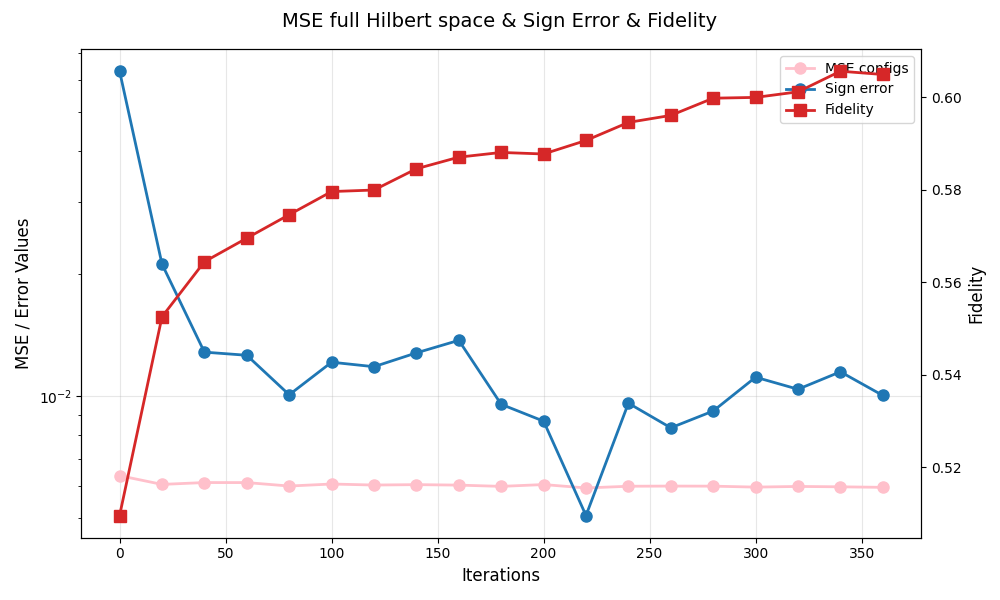 MSE full Hilbert space & Sign Error & Fidelity
MSE / Error Values
10⁻²
0.60
0.58
0.56
0.54
0.52
Fidelity
MSE configs
Sign error
Fidelity
0
50
100
150
200
250
300
350
Iterations